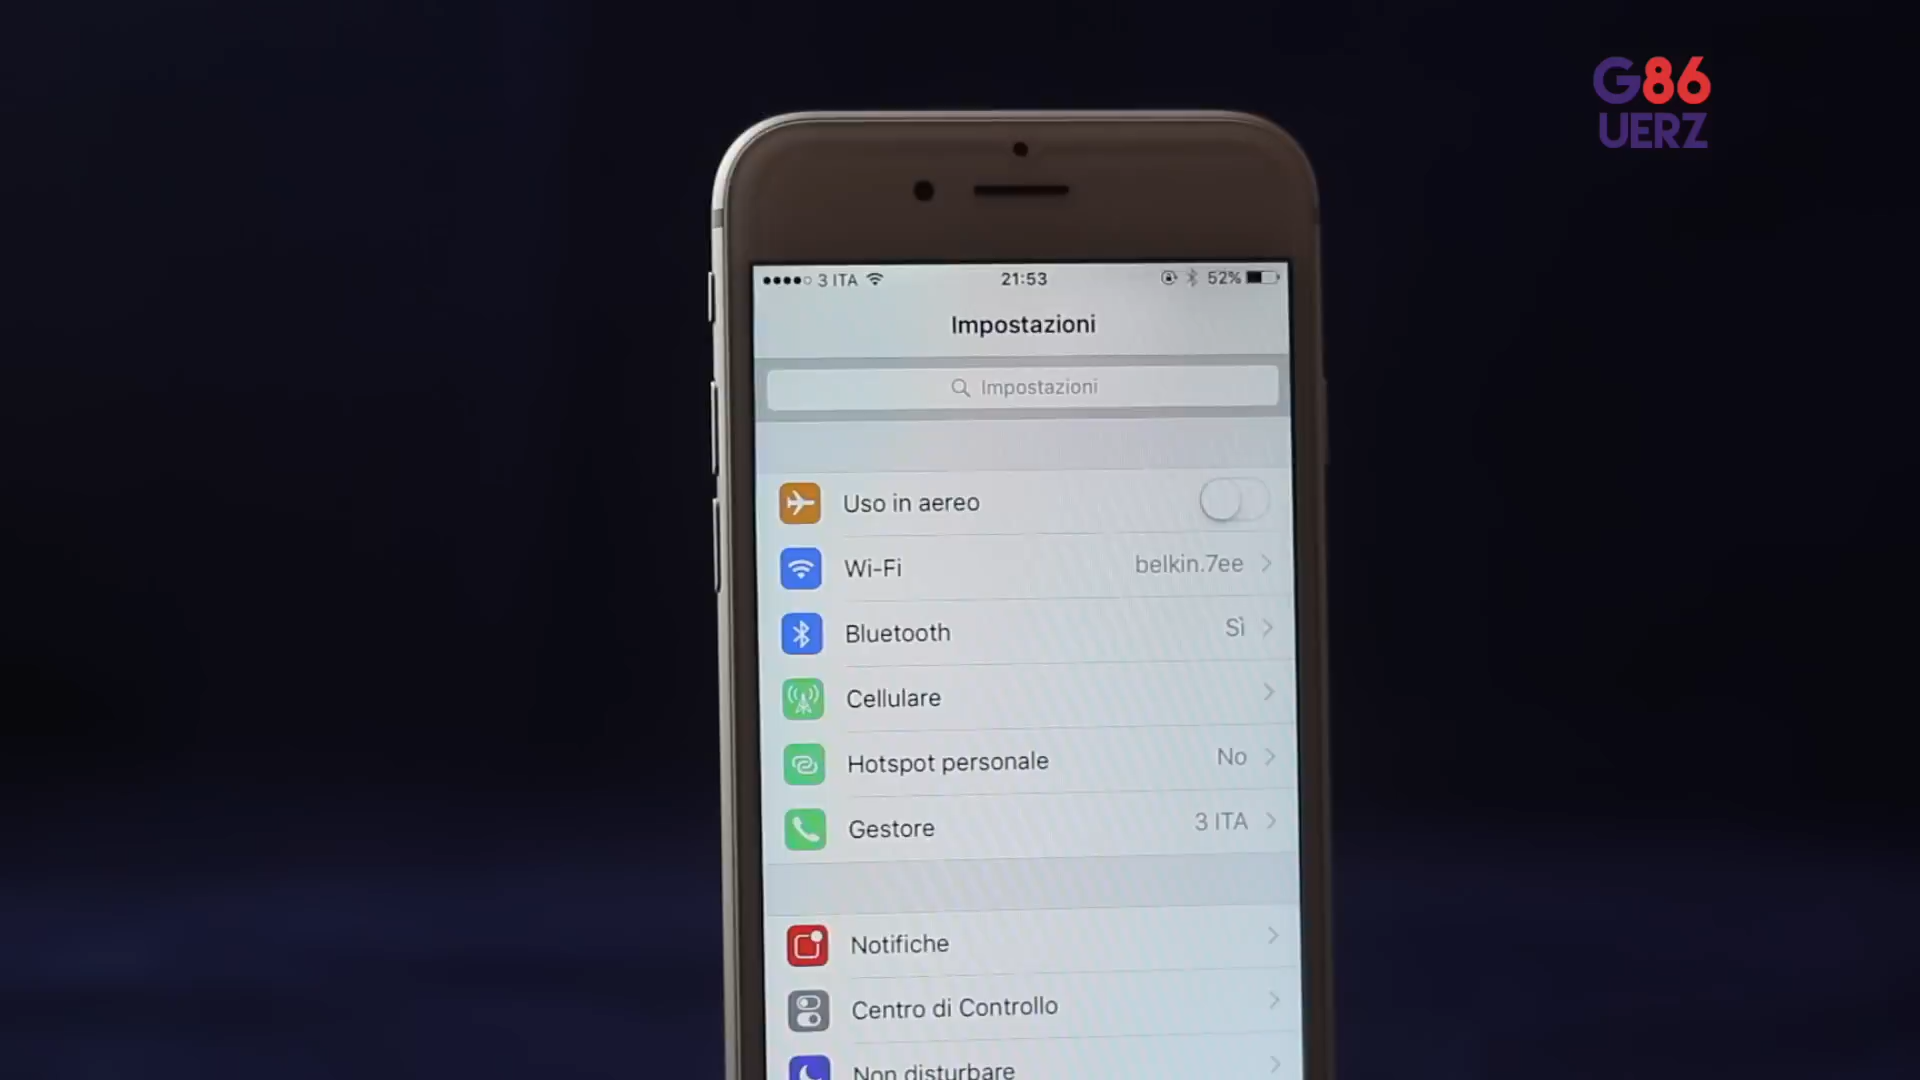 G86
UERZ
3 ITA 21:53 52%
Impostazioni
Impostazioni
Uso in aereo
Wi-Fi belkin.7ee
Bluetooth Sì
Cellulare
Hotspot personale No
Gestore 3 ITA
Notifiche
Centro di Controllo
Non disturbare